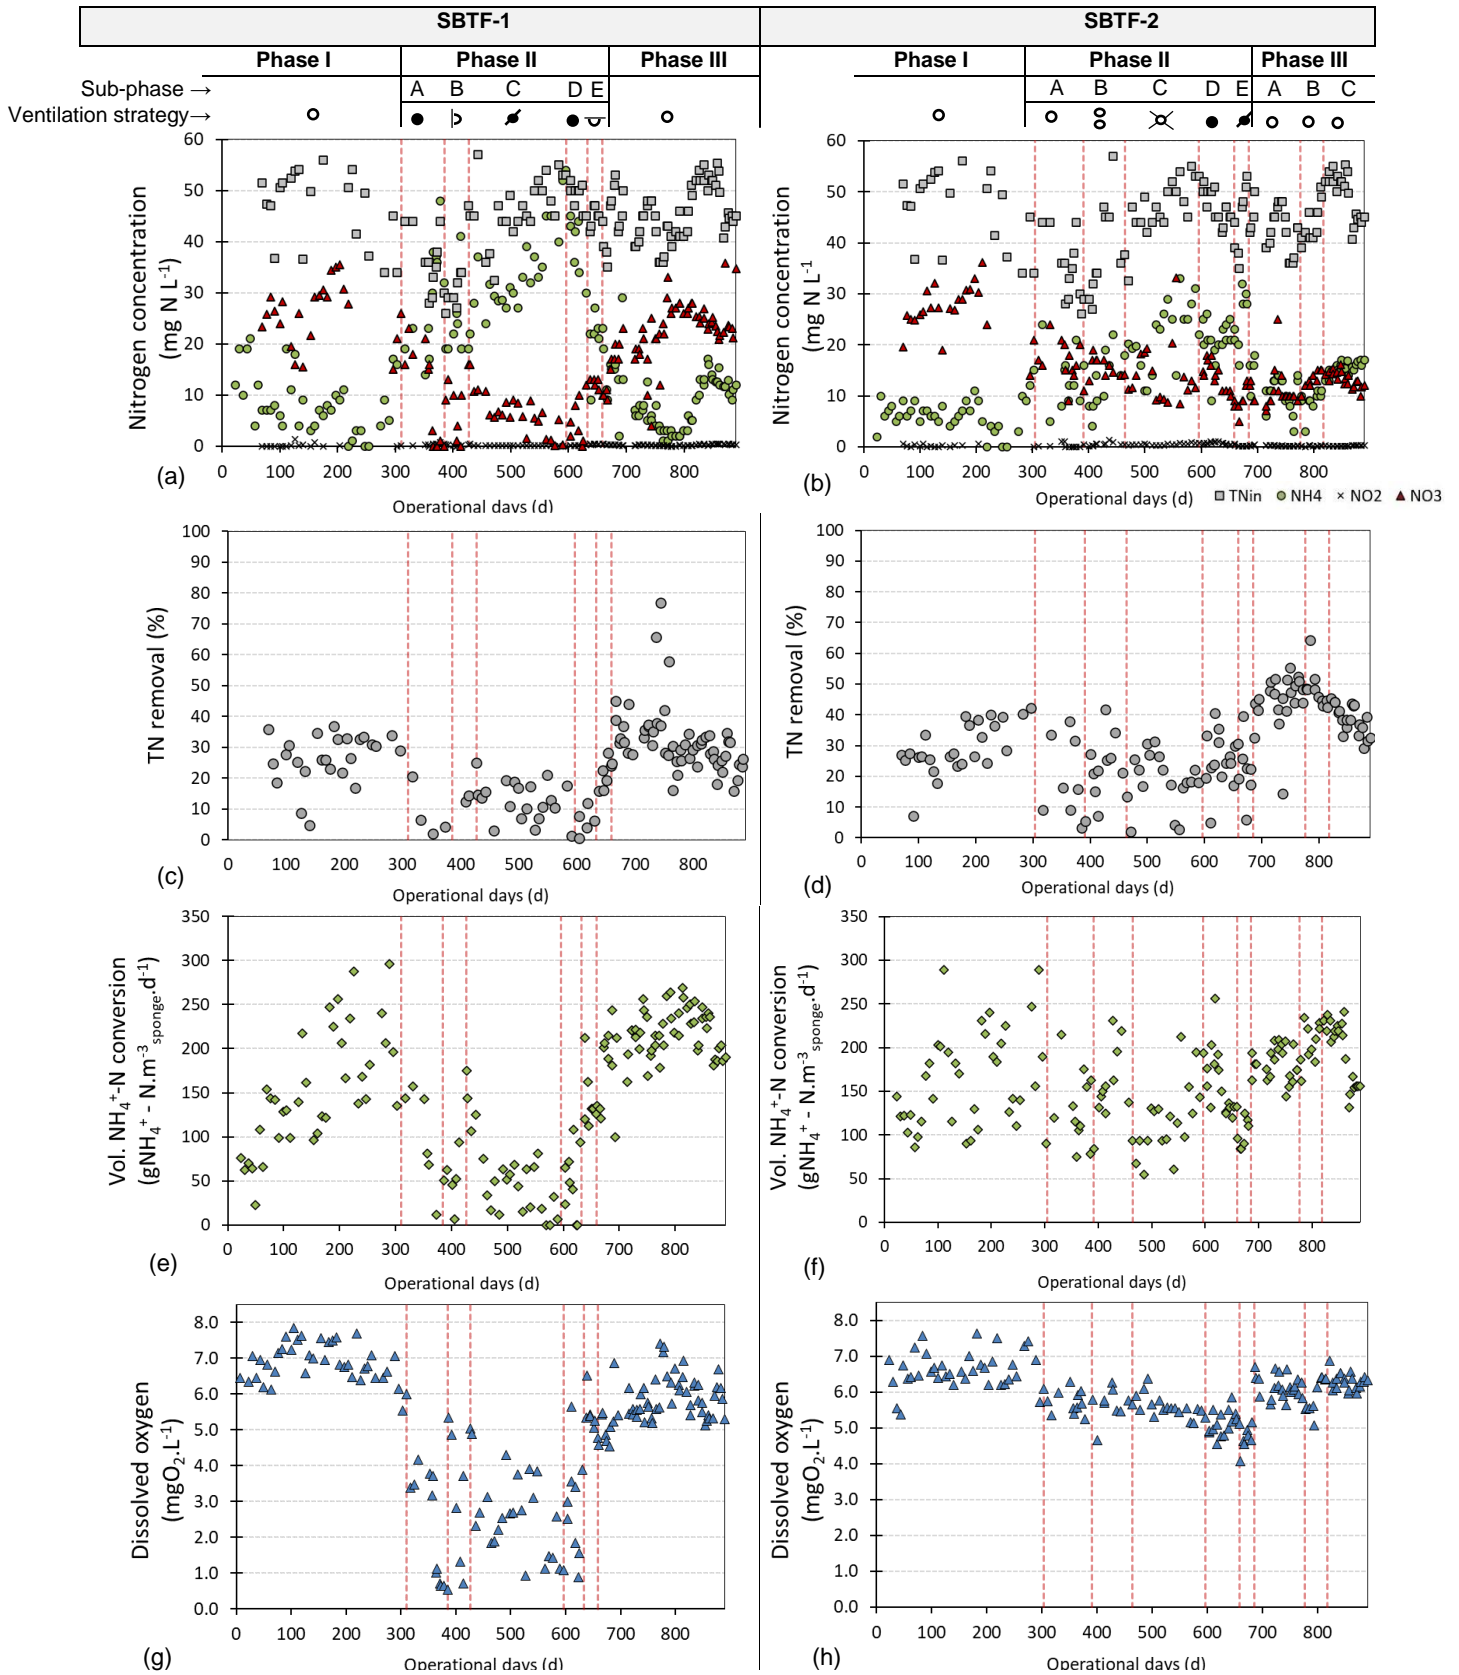 SBTF-1 SBTF-2
Phase I Phase II Phase III Phase I Phase II Phase III
Sub-phase → A B C D E A B C D E A B C
Ventilation strategy→
Nitrogen concentration
(mg N L-1)
60
50
40
30
20
10
0
0 100 200 300 400 500 600 700 800
(a)
Operational days (d)
Nitrogen concentration
(mg N L-1)
60
50
40
30
20
10
0
0 100 200 300 400 500 600 700 800
(b)
Operational days (d)
TNin NH4 NO2 NO3
TN removal (%)
100
90
80
70
60
50
40
30
20
10
0
0 100 200 300 400 500 600 700 800
(c)
Operational days (d)
TN removal (%)
100
90
80
70
60
50
40
30
20
10
0
0 100 200 300 400 500 600 700 800
(d)
Operational days (d)
Vol. NH4+-N conversion
(gNH4+ - N.m-3sponge.d-1)
350
300
250
200
150
100
50
0
0 100 200 300 400 500 600 700 800
(e)
Operational days (d)
Vol. NH4+-N conversion
(gNH4+ - N.m-3sponge.d-1)
350
300
250
200
150
100
50
0
0 100 200 300 400 500 600 700 800
(f)
Operational days (d)
Dissolved oxygen
(mgO2.L-1)
8.0
7.0
6.0
5.0
4.0
3.0
2.0
1.0
0.0
0 100 200 300 400 500 600 700 800
(g)
Operational days (d)
Dissolved oxygen
(mgO2.L-1)
8.0
7.0
6.0
5.0
4.0
3.0
2.0
1.0
0.0
0 100 200 300 400 500 600 700 800
(h)
Operational days (d)